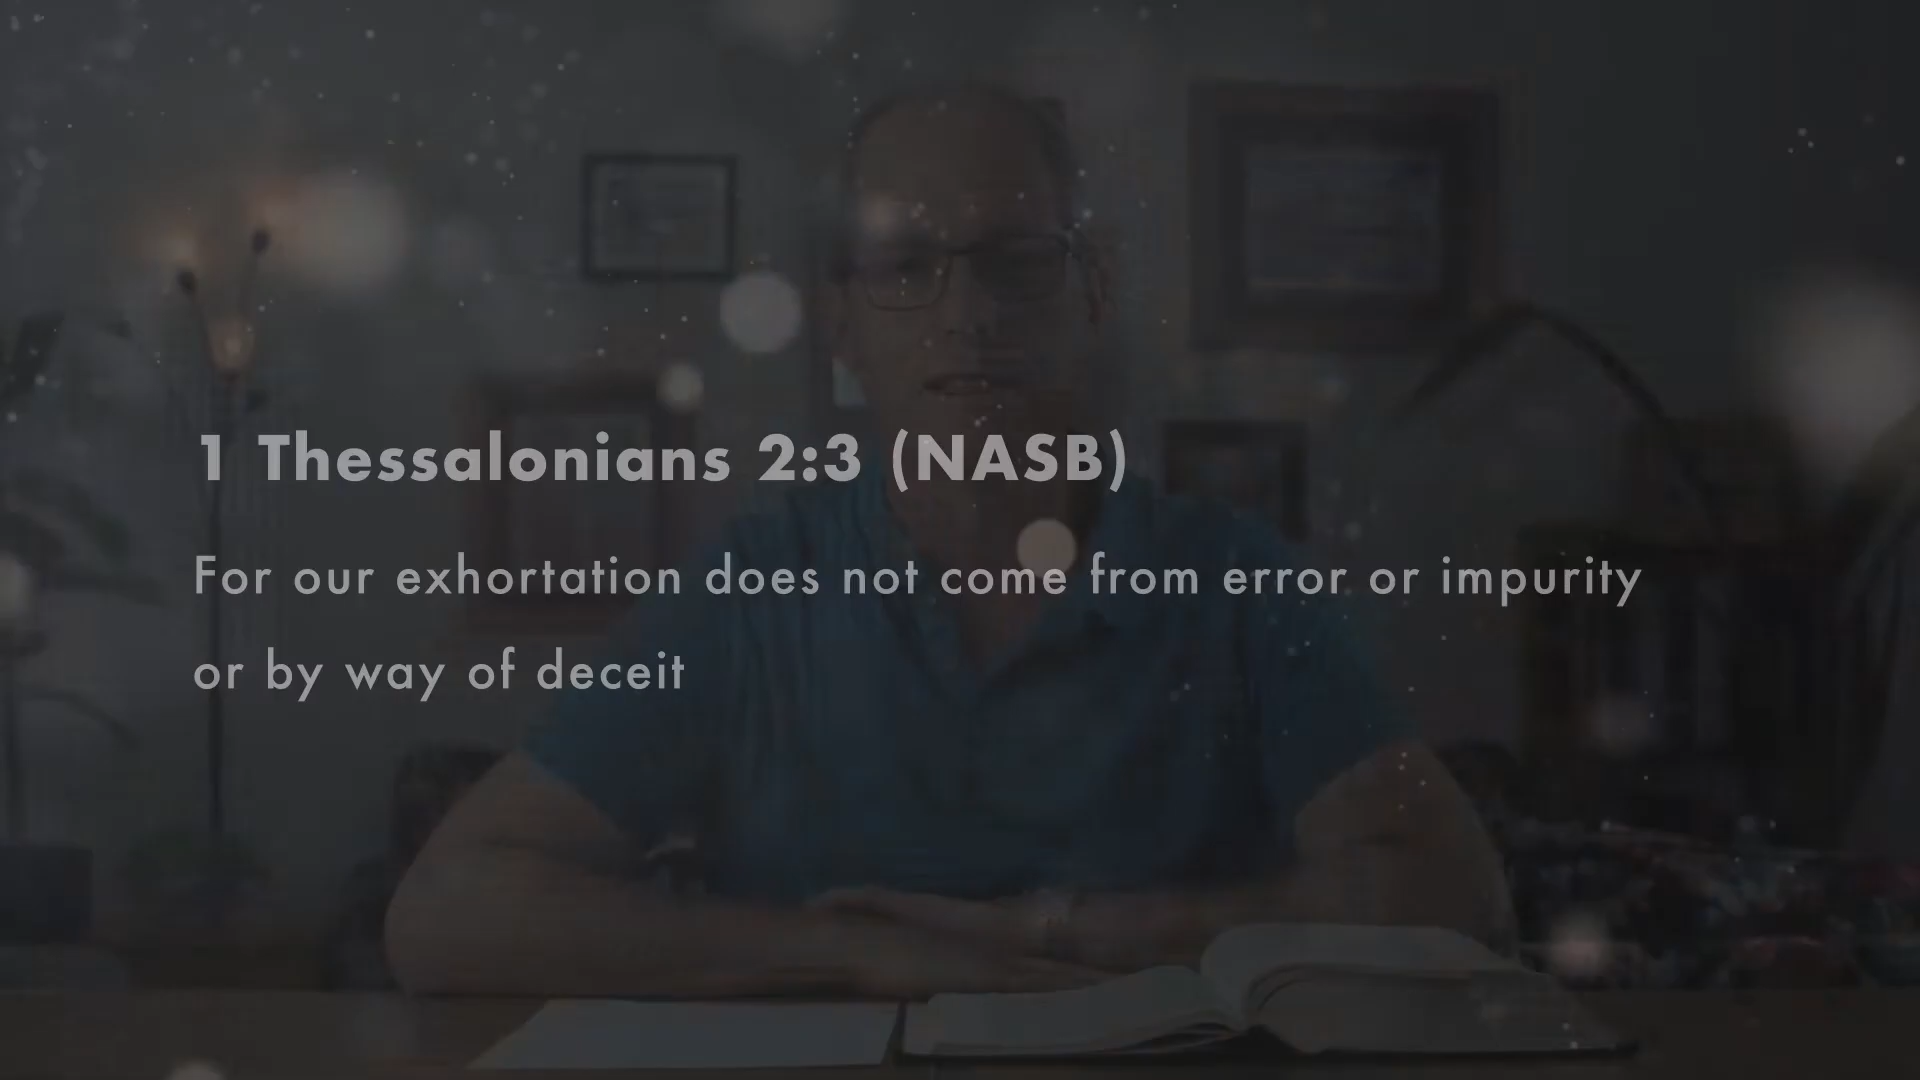 1 Thessalonians 2:3 (NASB)
For our exhortation does not come from error or impurity
or by way of deceit